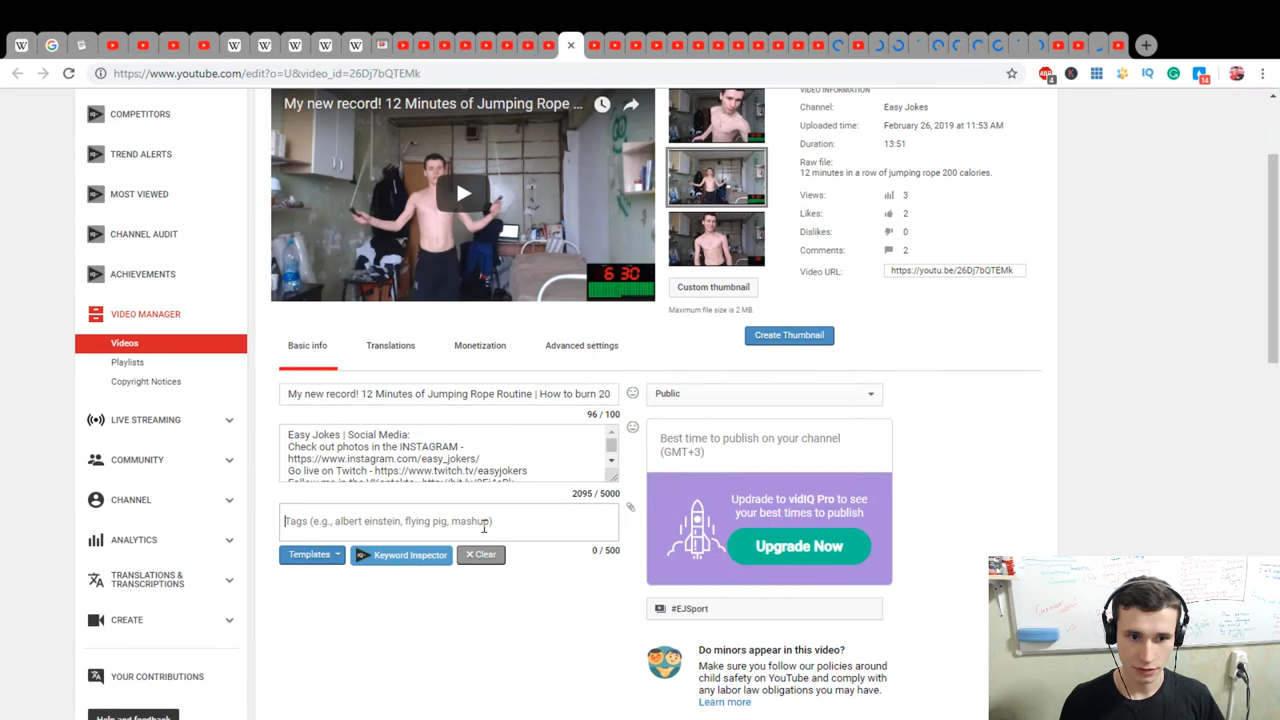 https://www.youtube.com/edit?o=U&video_id=26Dj7bQTEMk
ABP
4
K
IQ
14
COMPETITORS
TREND ALERTS
MOST VIEWED
CHANNEL AUDIT
ACHIEVEMENTS
VIDEO MANAGER
Videos
Playlists
Copyright Notices
LIVE STREAMING
COMMUNITY
CHANNEL
ANALYTICS
TRANSLATIONS &
TRANSCRIPTIONS
CREATE
YOUR CONTRIBUTIONS
Help and feedback
My new record! 12 Minutes of Jumping Rope ...
6 30
Custom thumbnail
Maximum file size is 2 MB.
Create Thumbnail
VIDEO INFORMATION
Channel: Easy Jokes
Uploaded time: February 26, 2019 at 11:53 AM
Duration: 13:51
Raw file:
12 minutes in a row of jumping rope 200 calories.
Views: 3
Likes: 2
Dislikes: 0
Comments: 2
Video URL: https://youtu.be/26Dj7bQTEMk
Basic info Translations Monetization Advanced settings
My new record! 12 Minutes of Jumping Rope Routine | How to burn 20
96 / 100
Easy Jokes | Social Media:
Check out photos in the INSTAGRAM -
https://www.instagram.com/easy_jokers/
Go live on Twitch - https://www.twitch.tv/easyjokers
2095 / 5000
Tags (e.g., albert einstein, flying pig, mashup)
0 / 500
Templates Keyword Inspector Clear
Public
Best time to publish on your channel
(GMT+3)
Updrade to vidIQ Pro to see
your best times to publish
Upgrade Now
#EJSport
Do minors appear in this video?
Make sure you follow our policies around
child safety on YouTube and comply with
any labor law obligations you may have.
Learn more